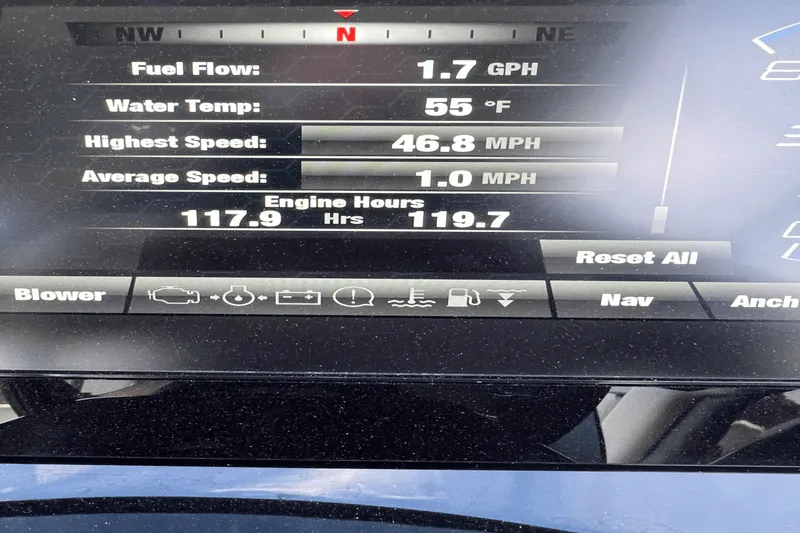 NW N NE
Fuel Flow: 1.7 GPH
Water Temp: 55 °F
Highest Speed: 46.8 MPH
Average Speed: 1.0 MPH
Engine Hours
117.9 Hrs 119.7
Reset All
Blower Nav Anch